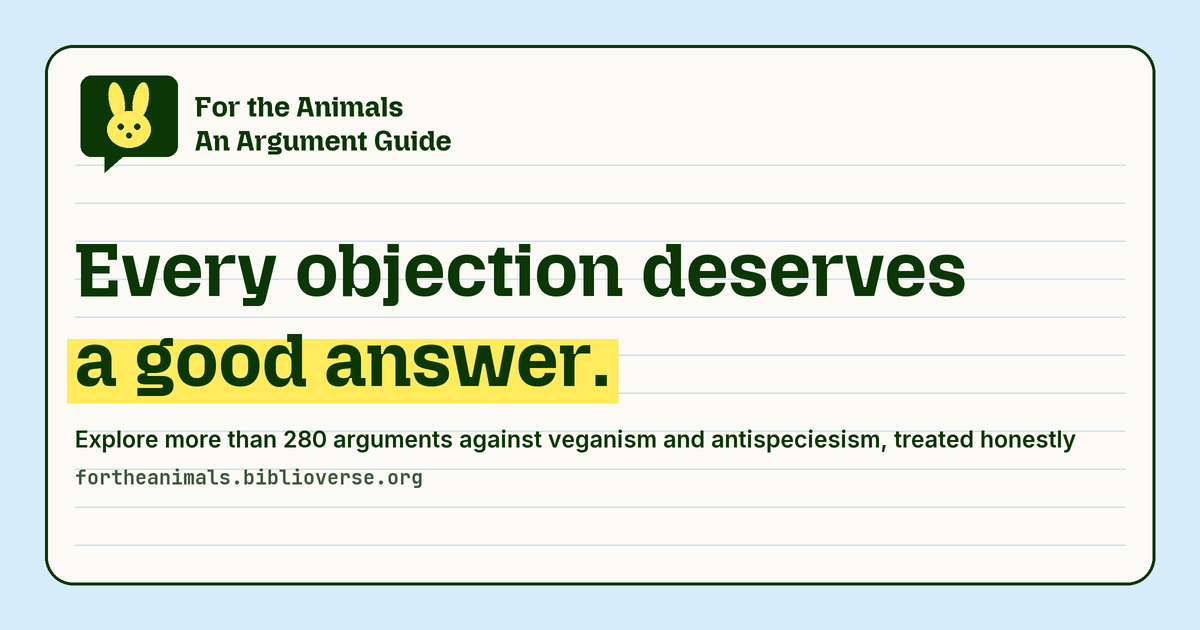 For the Animals
An Argument Guide
Every objection deserves
a good answer.
Explore more than 280 arguments against veganism and antispeciesism, treated honestly
fortheanimals.biblioverse.org